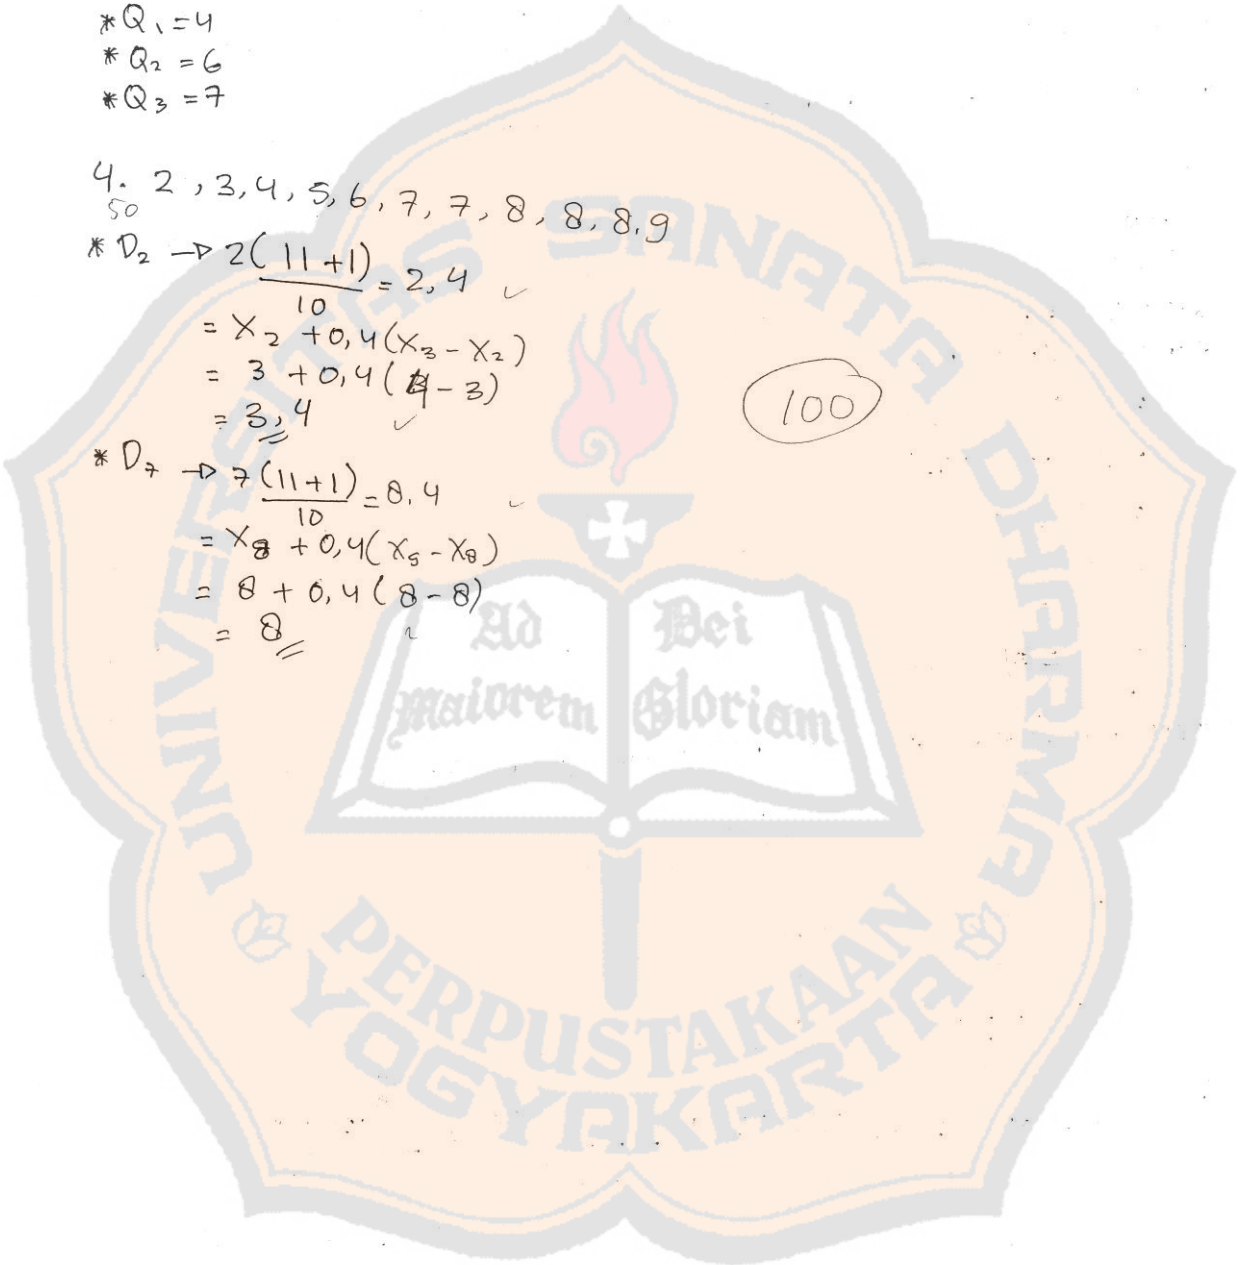 *Q₁ = 4
*Q₂ = 6
*Q₃ = 7
4. 2, 3, 4, 5, 6, 7, 7, 8, 8, 8, 9
50
*D₂ → 2(11+1)/10 = 2,4 ✓
= X₂ + 0,4(X₃ - X₂)
= 3 + 0,4(4 - 3)
= 3,4 ✓
100
*D₇ → 7(11+1)/10 = 8,4 ✓
= X₈ + 0,4(X₉ - X₈)
= 8 + 0,4(8 - 8)
= 8
UNIVERSITAS SANATA DHARMA
Ad Dei
Maiorem Gloriam
PERPUSTAKAAN
YOGYAKARTA